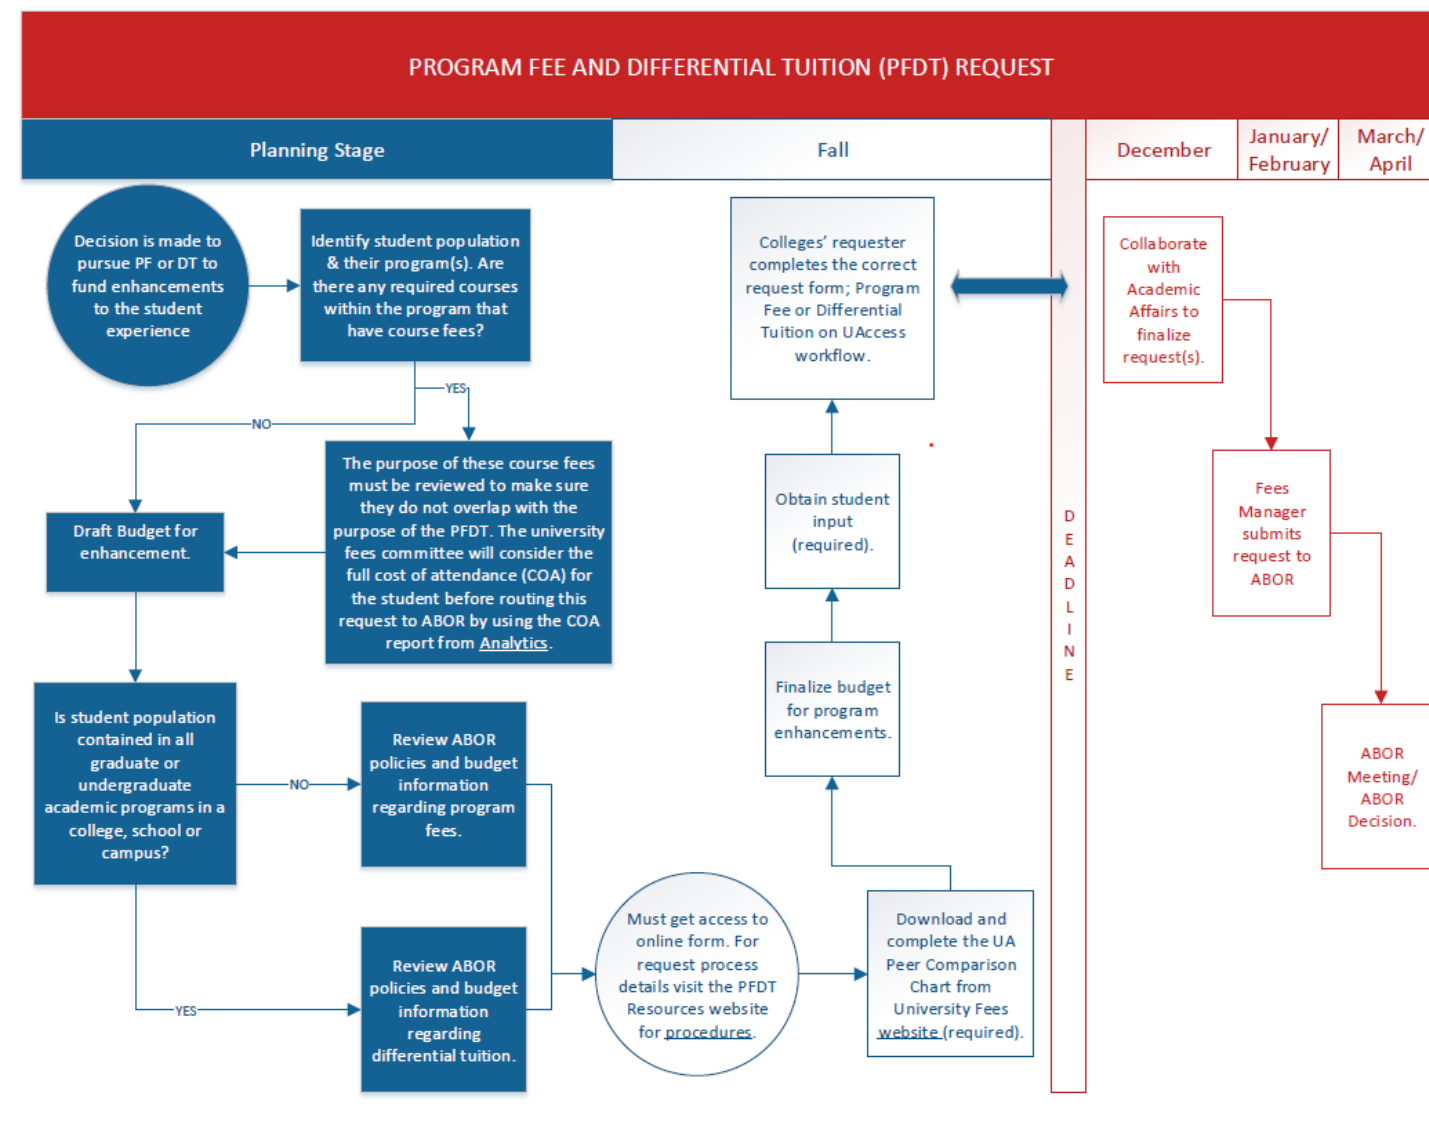 PROGRAM FEE AND DIFFERENTIAL TUITION (PFDT) REQUEST
Planning Stage
Fall
December
January/
February
March/
April
Decision is made to
pursue PF or DT to
fund enhancements
to the student
experience
Identify student population
& their program(s). Are
there any required courses
within the program that
have course fees?
YES
NO
The purpose of these course fees
must be reviewed to make sure
they do not overlap with the
purpose of the PFDT. The university
fees committee will consider the
full cost of attendance (COA) for
the student before routing this
request to ABOR by using the COA
report from Analytics.
Draft Budget for
enhancement.
Is student population
contained in all
graduate or
undergraduate
academic programs in a
college, school or
campus?
NO
Review ABOR
policies and budget
information
regarding program
fees.
YES
Review ABOR
policies and budget
information
regarding
differential tuition.
Must get access to
online form. For
request process
details visit the PFDT
Resources website
for procedures.
Download and
complete the UA
Peer Comparison
Chart from
University Fees
website (required).
Finalize budget
for program
enhancements.
Obtain student
input
(required).
Colleges' requester
completes the correct
request form; Program
Fee or Differential
Tuition on UAccess
workflow.
D
E
A
D
L
I
N
E
Collaborate
with
Academic
Affairs to
finalize
request(s).
Fees
Manager
submits
request to
ABOR
ABOR
Meeting/
ABOR
Decision.